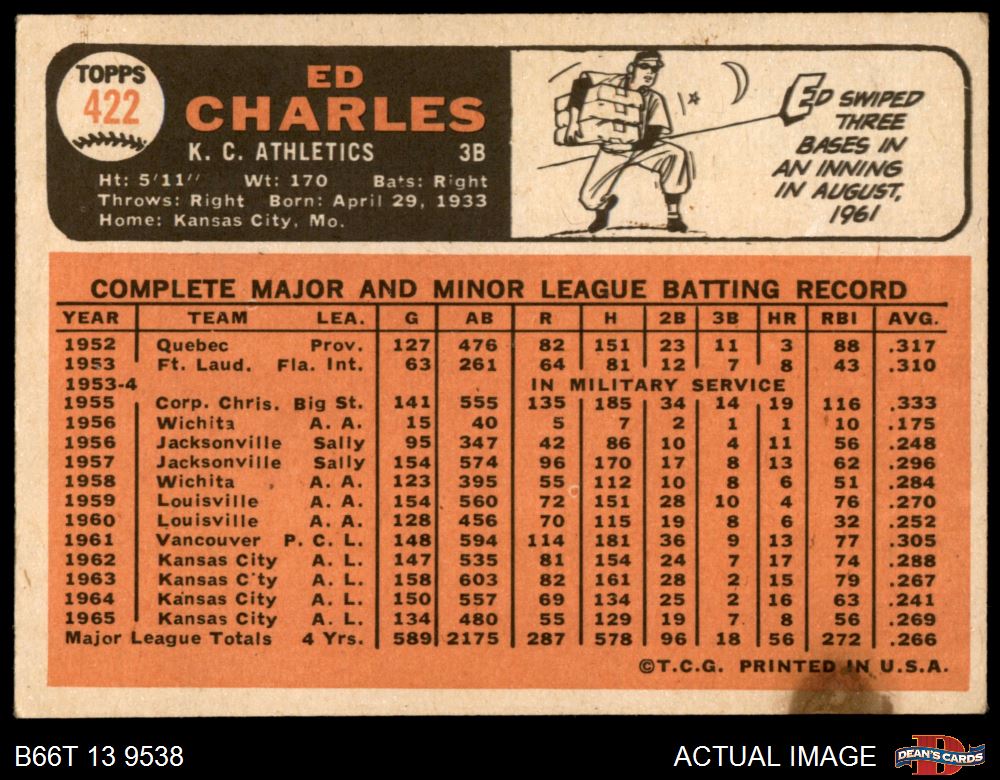 TOPPS
422
ED
CHARLES
K. C. ATHLETICS 3B
Ht: 5'11" Wt: 170 Bats: Right
Throws: Right Born: April 29, 1933
Home: Kansas City, Mo.
ED SWIPED
THREE
BASES IN
AN INNING
IN AUGUST,
1961
COMPLETE MAJOR AND MINOR LEAGUE BATTING RECORD
YEAR TEAM LEA. G AB R H 2B 3B HR RBI AVG.
1952 Quebec Prov. 127 476 82 151 23 11 3 88 .317
1953 Ft. Laud. Fla. Int. 63 261 64 81 12 7 8 43 .310
1953-4 IN MILITARY SERVICE
1955 Corp. Chris. Big St. 141 555 135 185 34 14 19 116 .333
1956 Wichita A. A. 15 40 5 7 2 1 1 10 .175
1956 Jacksonville Sally 95 347 42 86 10 4 11 56 .248
1957 Jacksonville Sally 154 574 96 170 17 8 13 62 .296
1958 Wichita A. A. 123 395 55 112 10 8 6 51 .284
1959 Louisville A. A. 154 560 72 151 28 10 4 76 .270
1960 Louisville A. A. 128 456 70 115 19 8 6 32 .252
1961 Vancouver P. C. L. 148 594 114 181 36 9 13 77 .305
1962 Kansas City A. L. 147 535 81 154 24 7 17 74 .288
1963 Kansas City A. L. 158 603 82 161 28 2 15 79 .267
1964 Kansas City A. L. 150 557 69 134 25 2 16 63 .241
1965 Kansas City A. L. 134 480 55 129 19 7 8 56 .269
Major League Totals 4 Yrs. 589 2175 287 578 96 18 56 272 .266
©T.C.G. PRINTED IN U.S.A.
B66T 13 9538
ACTUAL IMAGE
D
DEAN'S CARDS